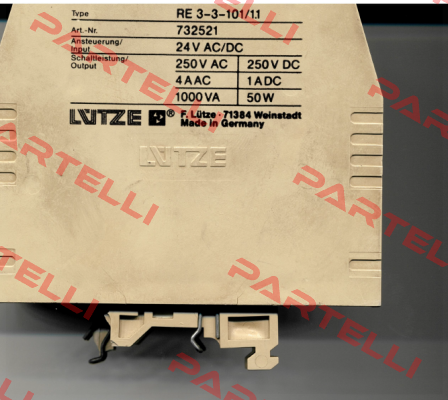 Type RE 3-3-101/1.1
Art.-Nr. 732521
Ansteuerung/
Input 24 V AC/DC
Schaltleistung/
Output 250 V AC 250 V DC
4 A AC 1 A DC
1000 VA 50 W
LÜTZE ® F. Lütze · 71384 Weinstadt
Made in Germany
LÜTZE
PARTELLI
PARTELLI
PARTELLI
PARTELLI
PARTELLI
PARTELLI